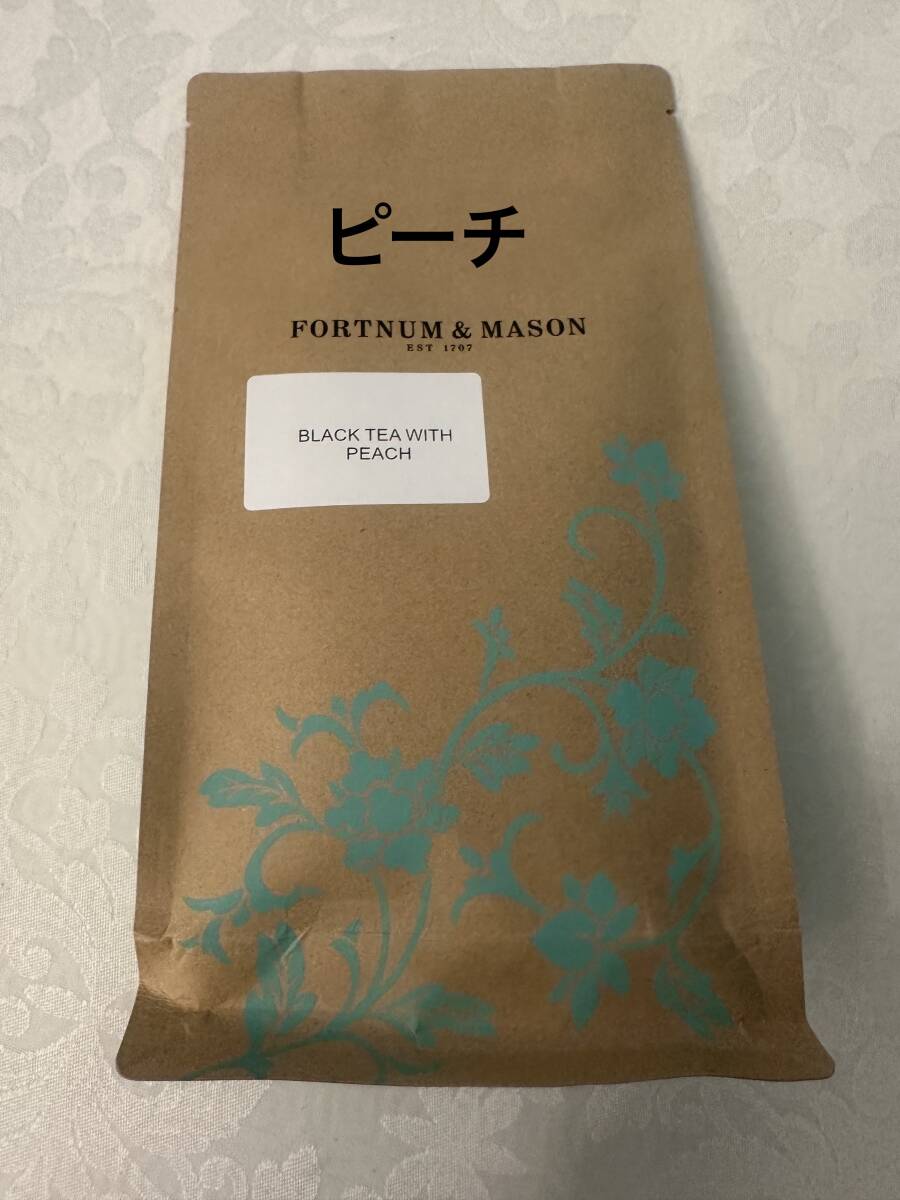 ピーチ
FORTNUM & MASON
EST 1707
BLACK TEA WITH
PEACH